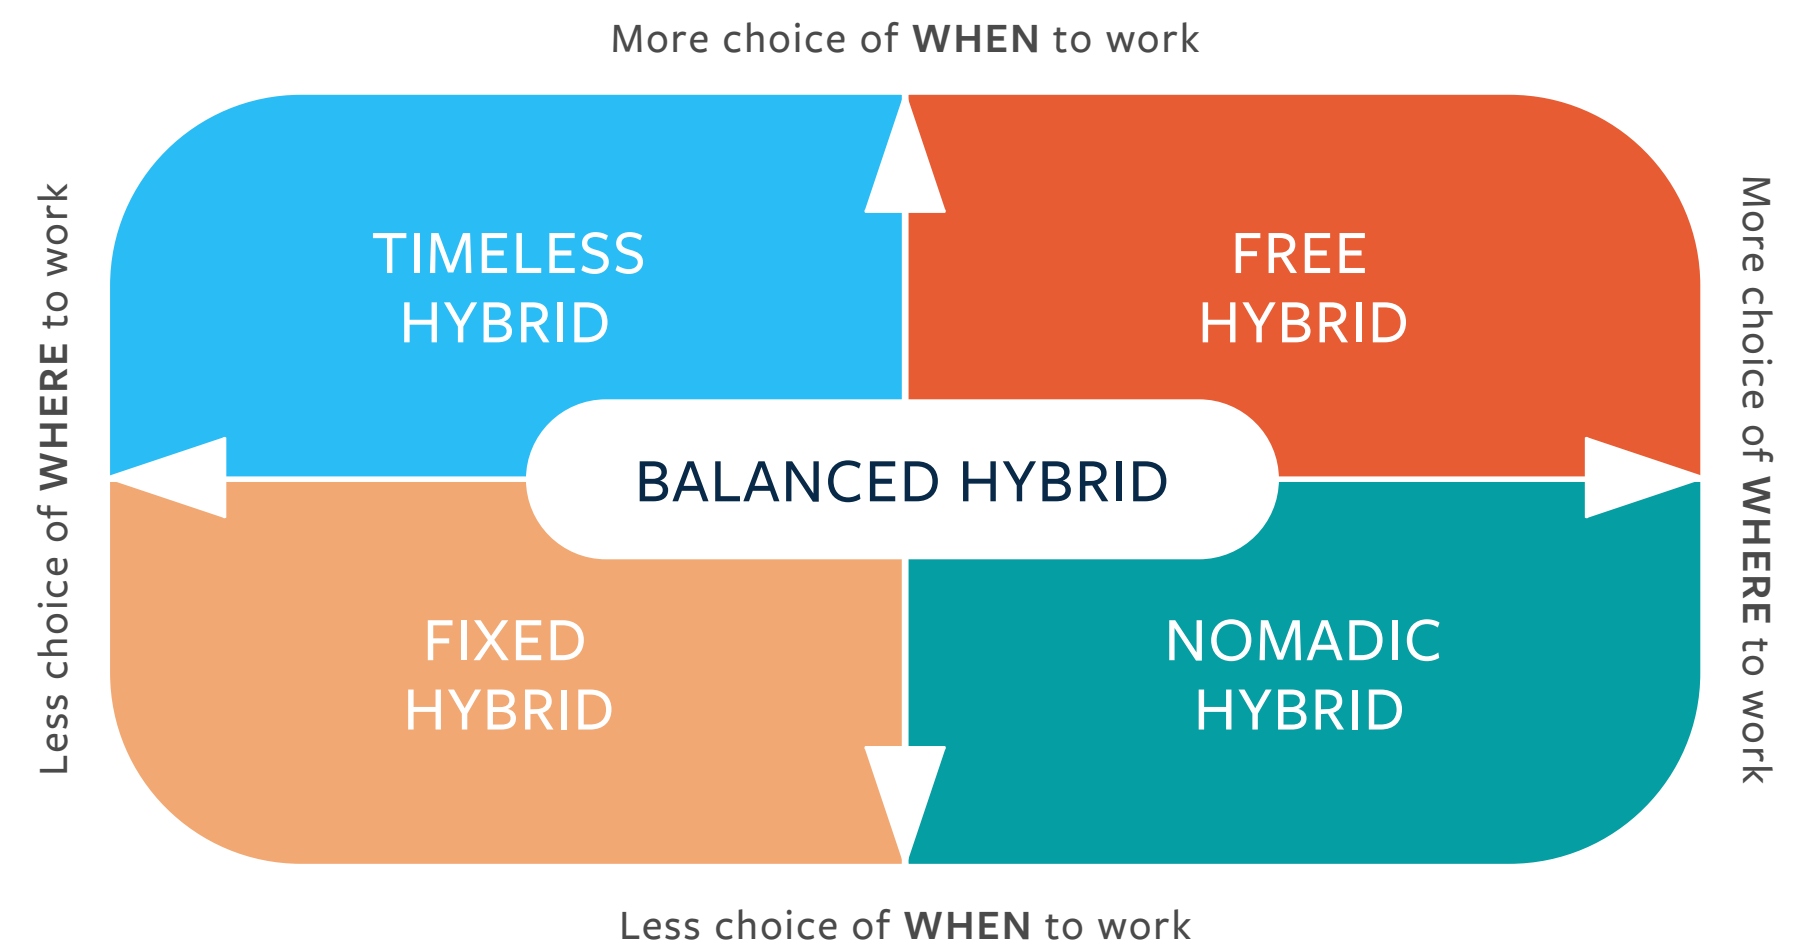 More choice of WHEN to work
Less choice of WHERE to work
TIMELESS
HYBRID
FREE
HYBRID
More choice of WHERE to work
BALANCED HYBRID
FIXED
HYBRID
NOMADIC
HYBRID
Less choice of WHEN to work